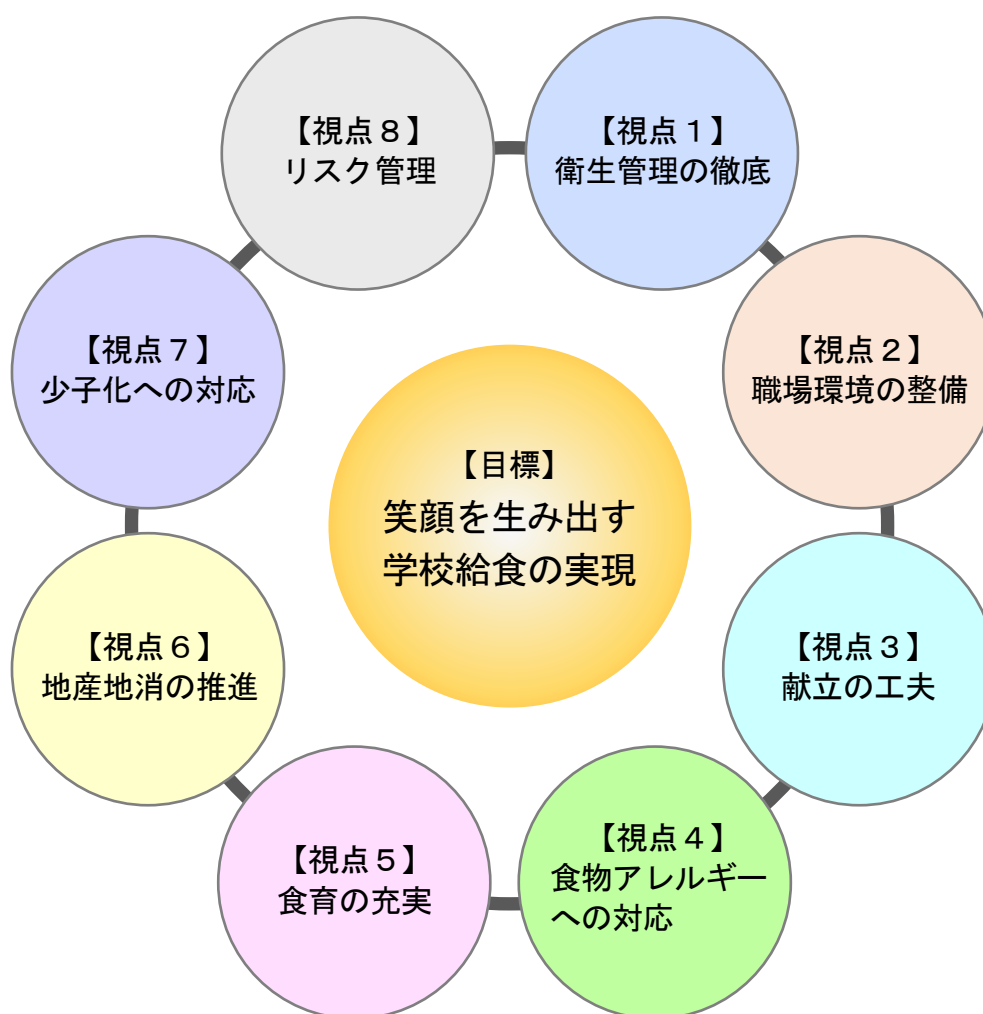 【視点８】
リスク管理
【視点１】
衛生管理の徹底
【視点７】
少子化への対応
【視点２】
職場環境の整備
【目標】
笑顔を生み出す
学校給食の実現
【視点６】
地産地消の推進
【視点３】
献立の工夫
【視点５】
食育の充実
【視点４】
食物アレルギー
への対応